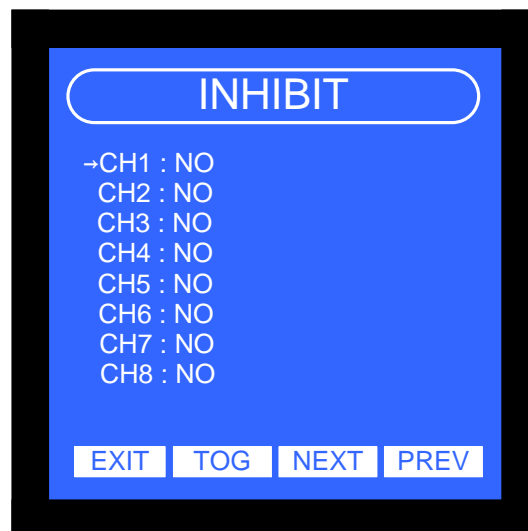 INHIBIT
→CH1 : NO
CH2 : NO
CH3 : NO
CH4 : NO
CH5 : NO
CH6 : NO
CH7 : NO
CH8 : NO
EXIT TOG NEXT PREV